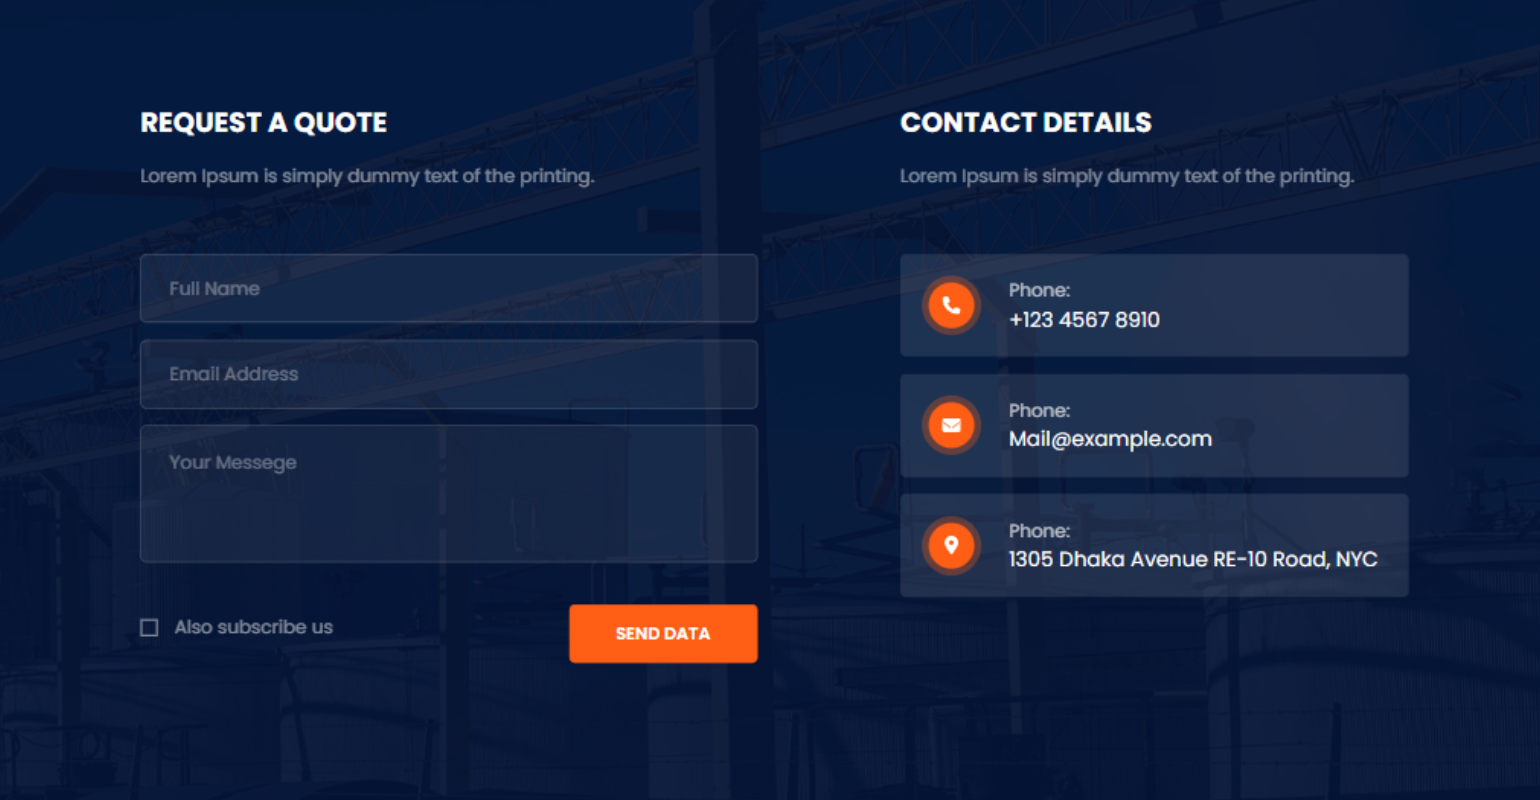 REQUEST A QUOTE
Lorem Ipsum is simply dummy text of the printing.
Full Name
Email Address
Your Messege
Also subscribe us
SEND DATA
CONTACT DETAILS
Lorem Ipsum is simply dummy text of the printing.
Phone:
+123 4567 8910
Phone:
Mail@example.com
Phone:
1305 Dhaka Avenue RE-10 Road, NYC